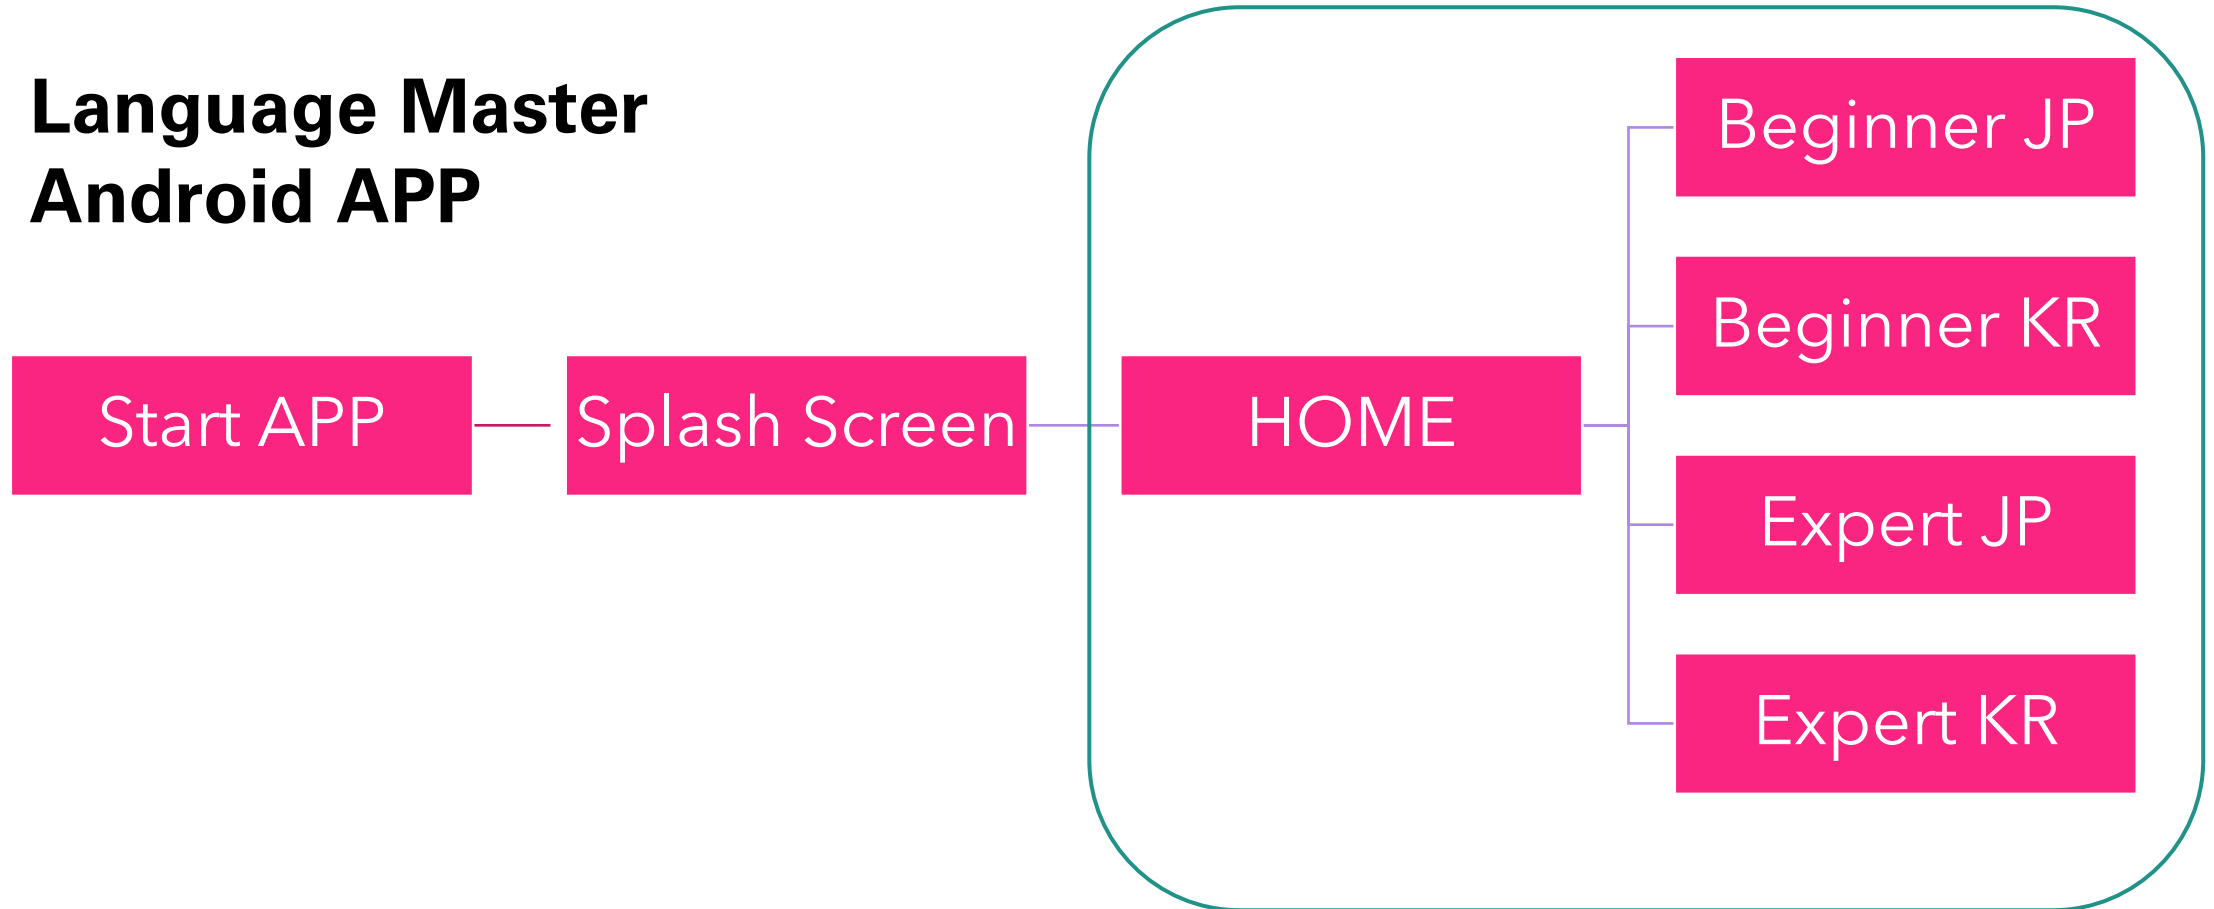 Language Master
Android APP
Start APP
Splash Screen
HOME
Beginner JP
Beginner KR
Expert JP
Expert KR